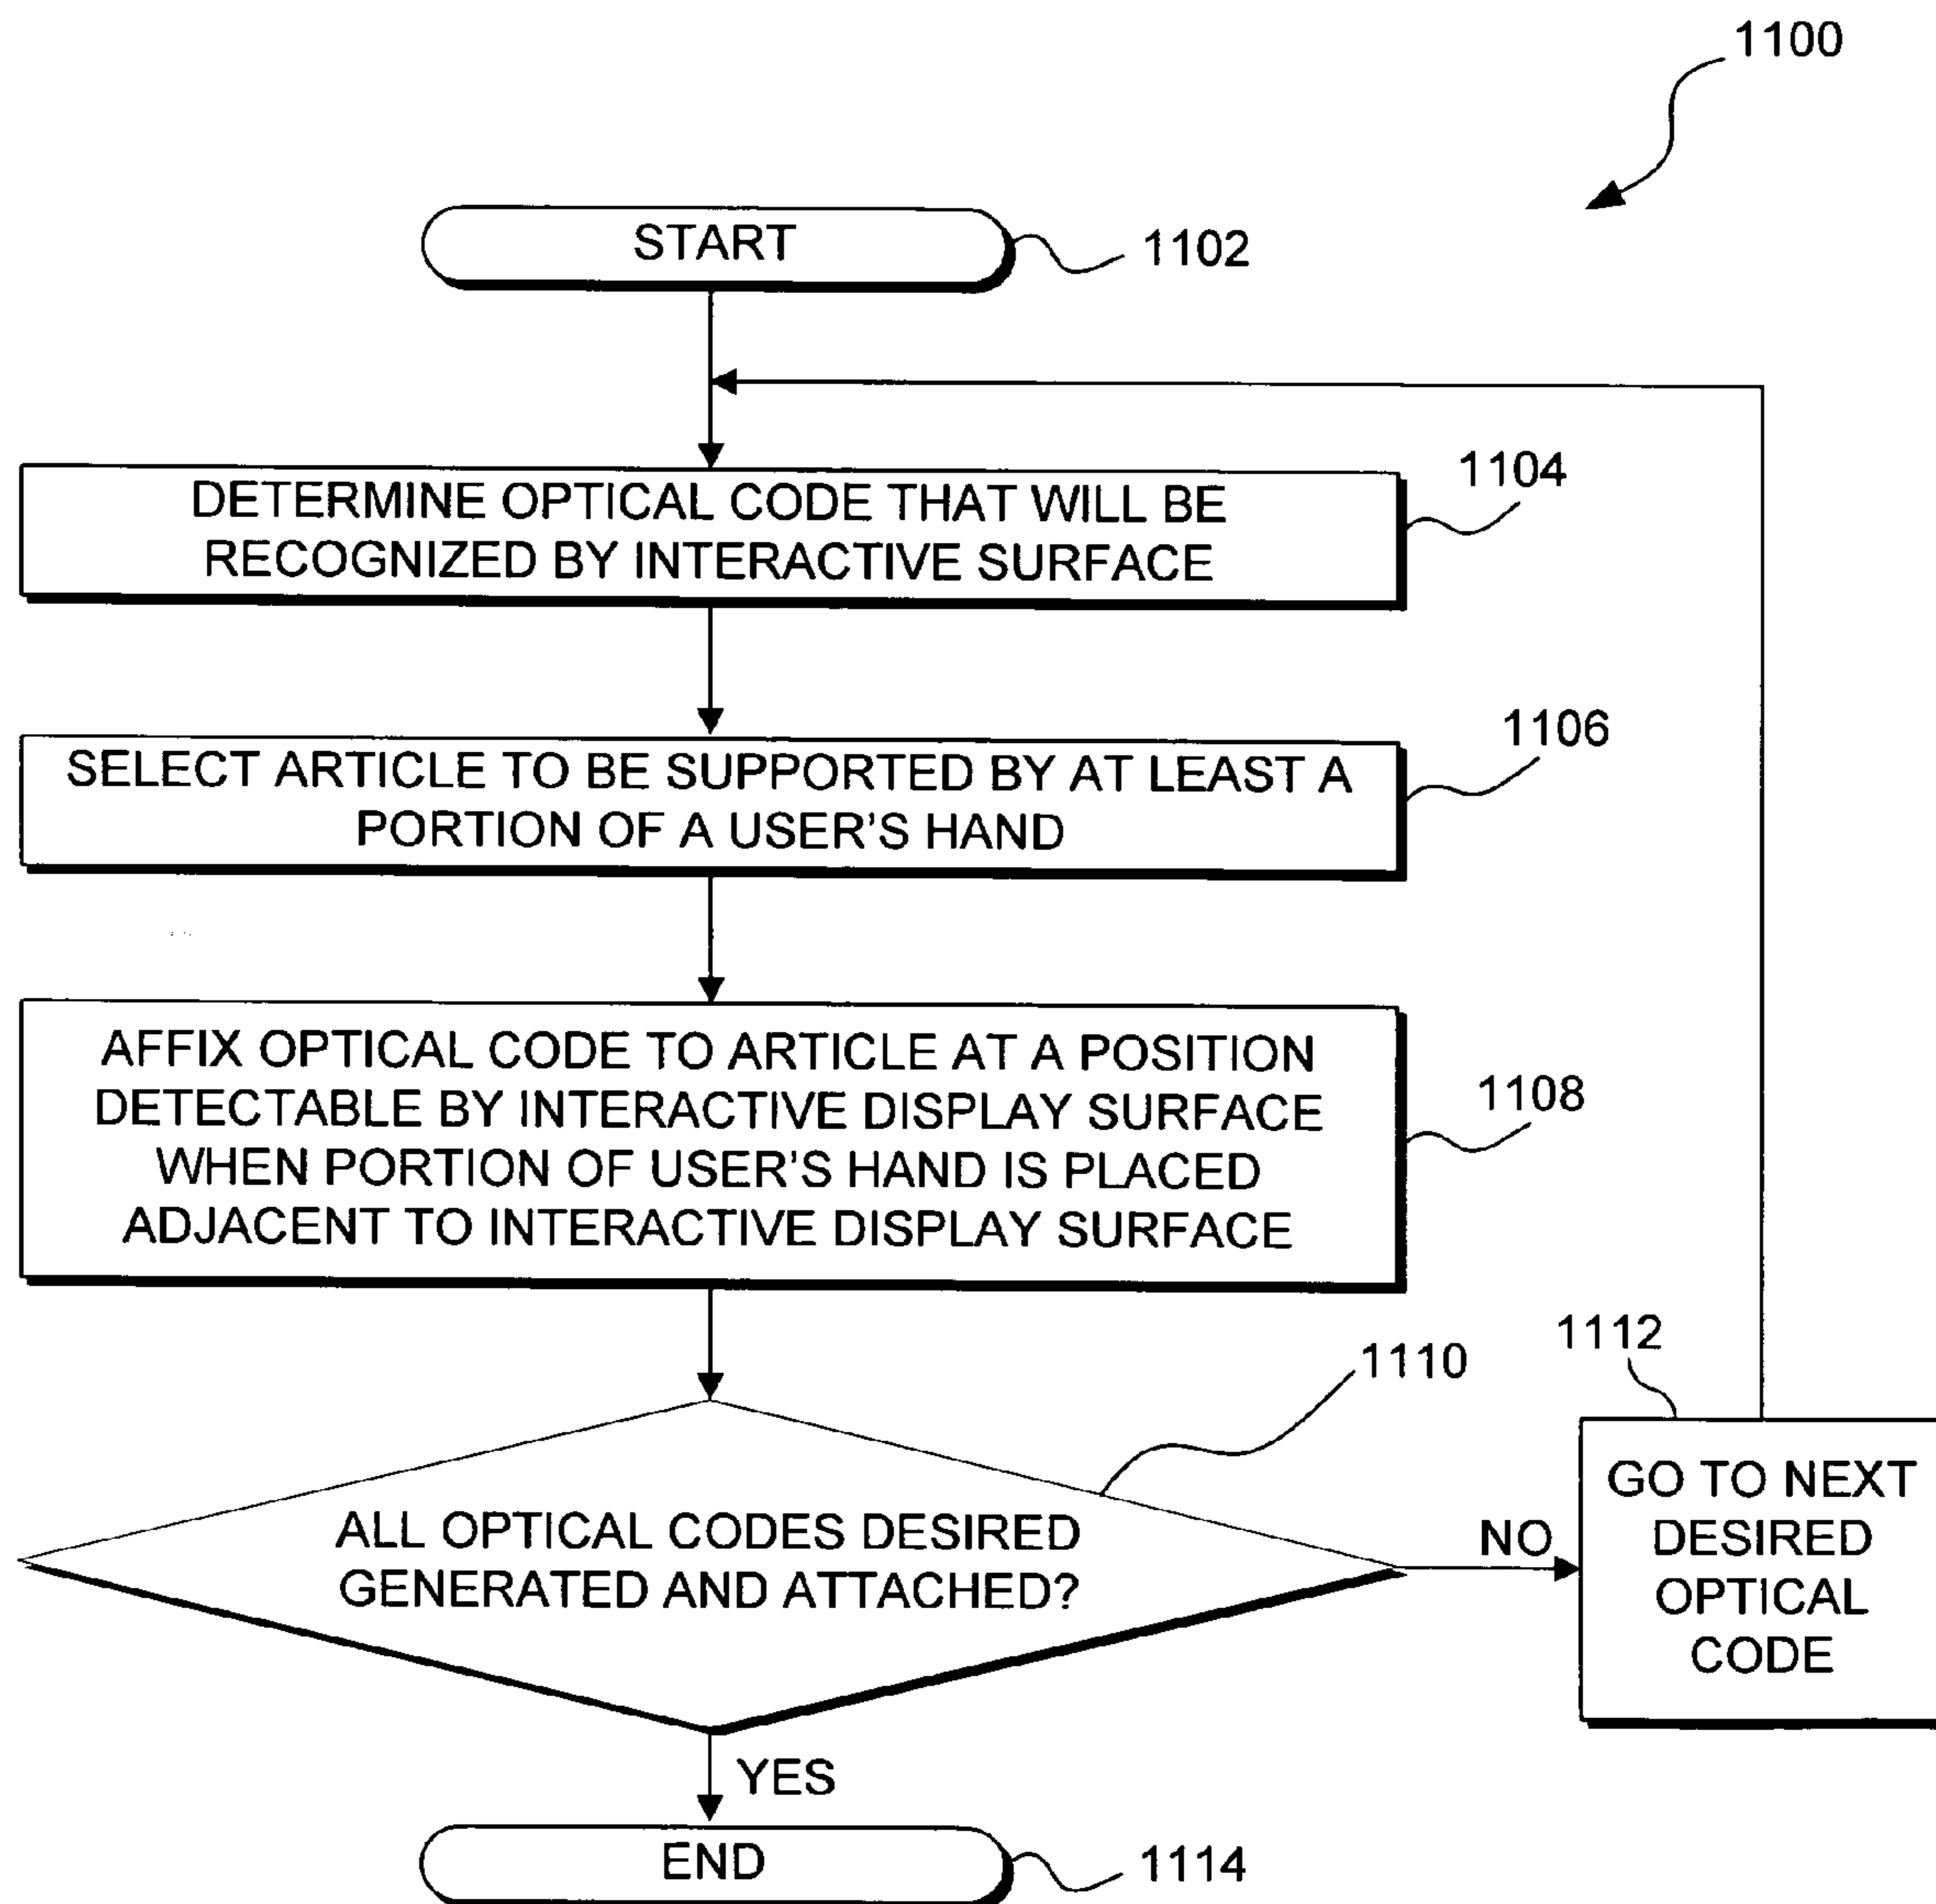 1100
START
1102
DETERMINE OPTICAL CODE THAT WILL BE
RECOGNIZED BY INTERACTIVE SURFACE
1104
SELECT ARTICLE TO BE SUPPORTED BY AT LEAST A
PORTION OF A USER'S HAND
1106
AFFIX OPTICAL CODE TO ARTICLE AT A POSITION
DETECTABLE BY INTERACTIVE DISPLAY SURFACE
WHEN PORTION OF USER'S HAND IS PLACED
ADJACENT TO INTERACTIVE DISPLAY SURFACE
1108
1110
ALL OPTICAL CODES DESIRED
GENERATED AND ATTACHED?
NO
1112
GO TO NEXT
DESIRED
OPTICAL
CODE
YES
END
1114